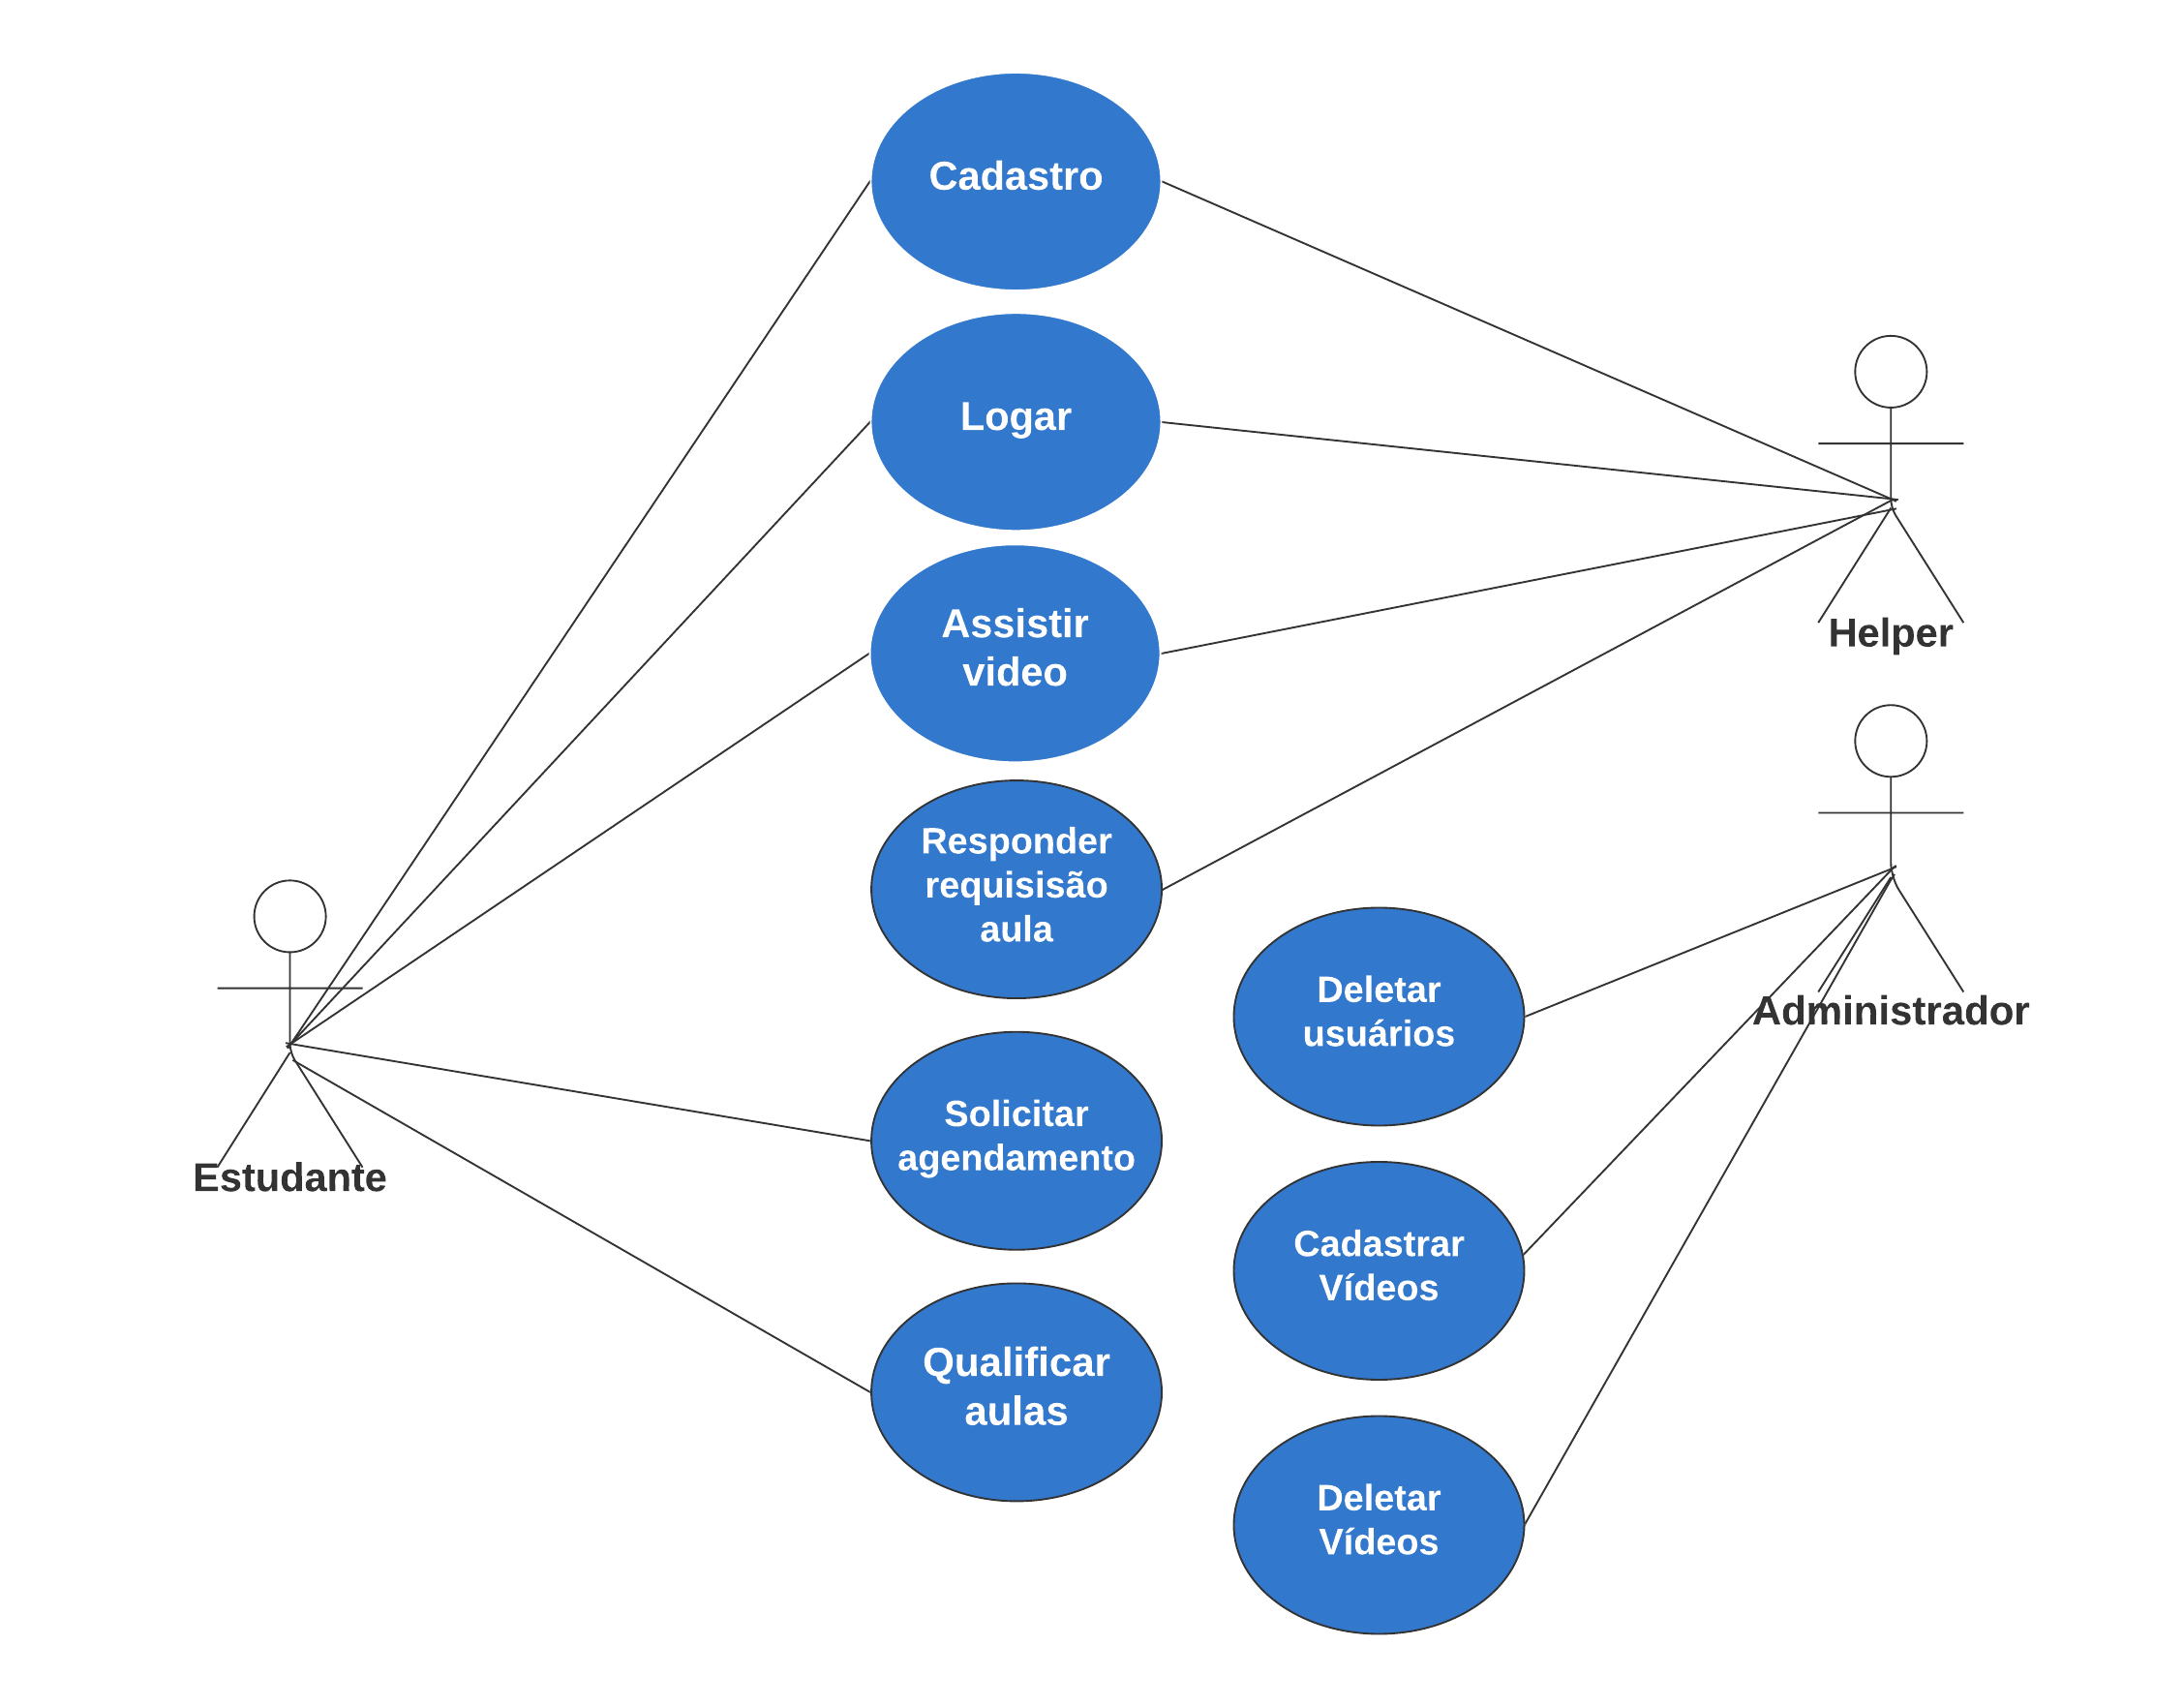 Cadastro
Logar
Assistir
video
Helper
Responder
requisisão
aula
Deletar
usuários
Administrador
Solicitar
agendamento
Estudante
Cadastrar
Vídeos
Qualificar
aulas
Deletar
Vídeos